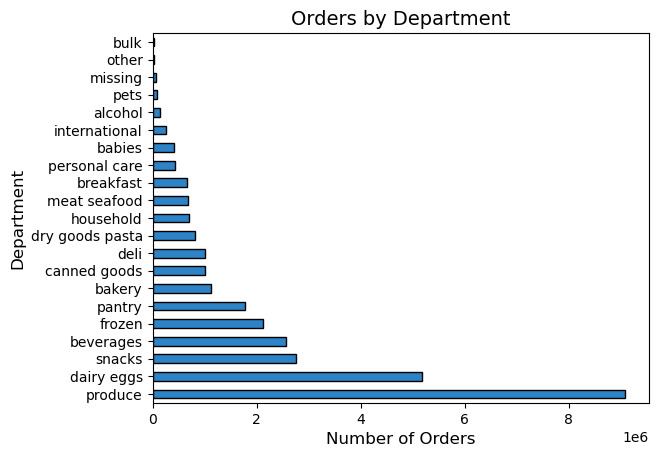 Orders by Department
Department
bulk
other
missing
pets
alcohol
international
babies
personal care
breakfast
meat seafood
household
dry goods pasta
deli
canned goods
bakery
pantry
frozen
beverages
snacks
dairy eggs
produce
0 2 4 6 8
1e6
Number of Orders